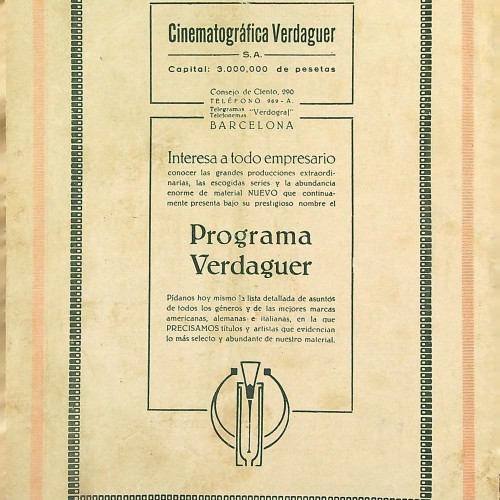 Cinematográfica Verdaguer
S. A.
Capital: 3.000,000 de pesetas
Consejo de Ciento, 290
TELÉFONO 969 - A.
Telegramas
Telefonemas "Verdograf"
BARCELONA
Interesa a todo empresario
conocer las grandes producciones extraordi-
narias, las escogidas series y la abundancia
enorme de material NUEVO que continua-
mente presenta bajo su prestigioso nombre el
Programa
Verdaguer
Pídanos hoy mismo la lista detallada de asuntos
de todos los géneros y de las mejores marcas
americanas, alemanas e italianas, en la que
PRECISAMOS títulos y artistas que evidencian
lo más selecto y abundante de nuestro material.